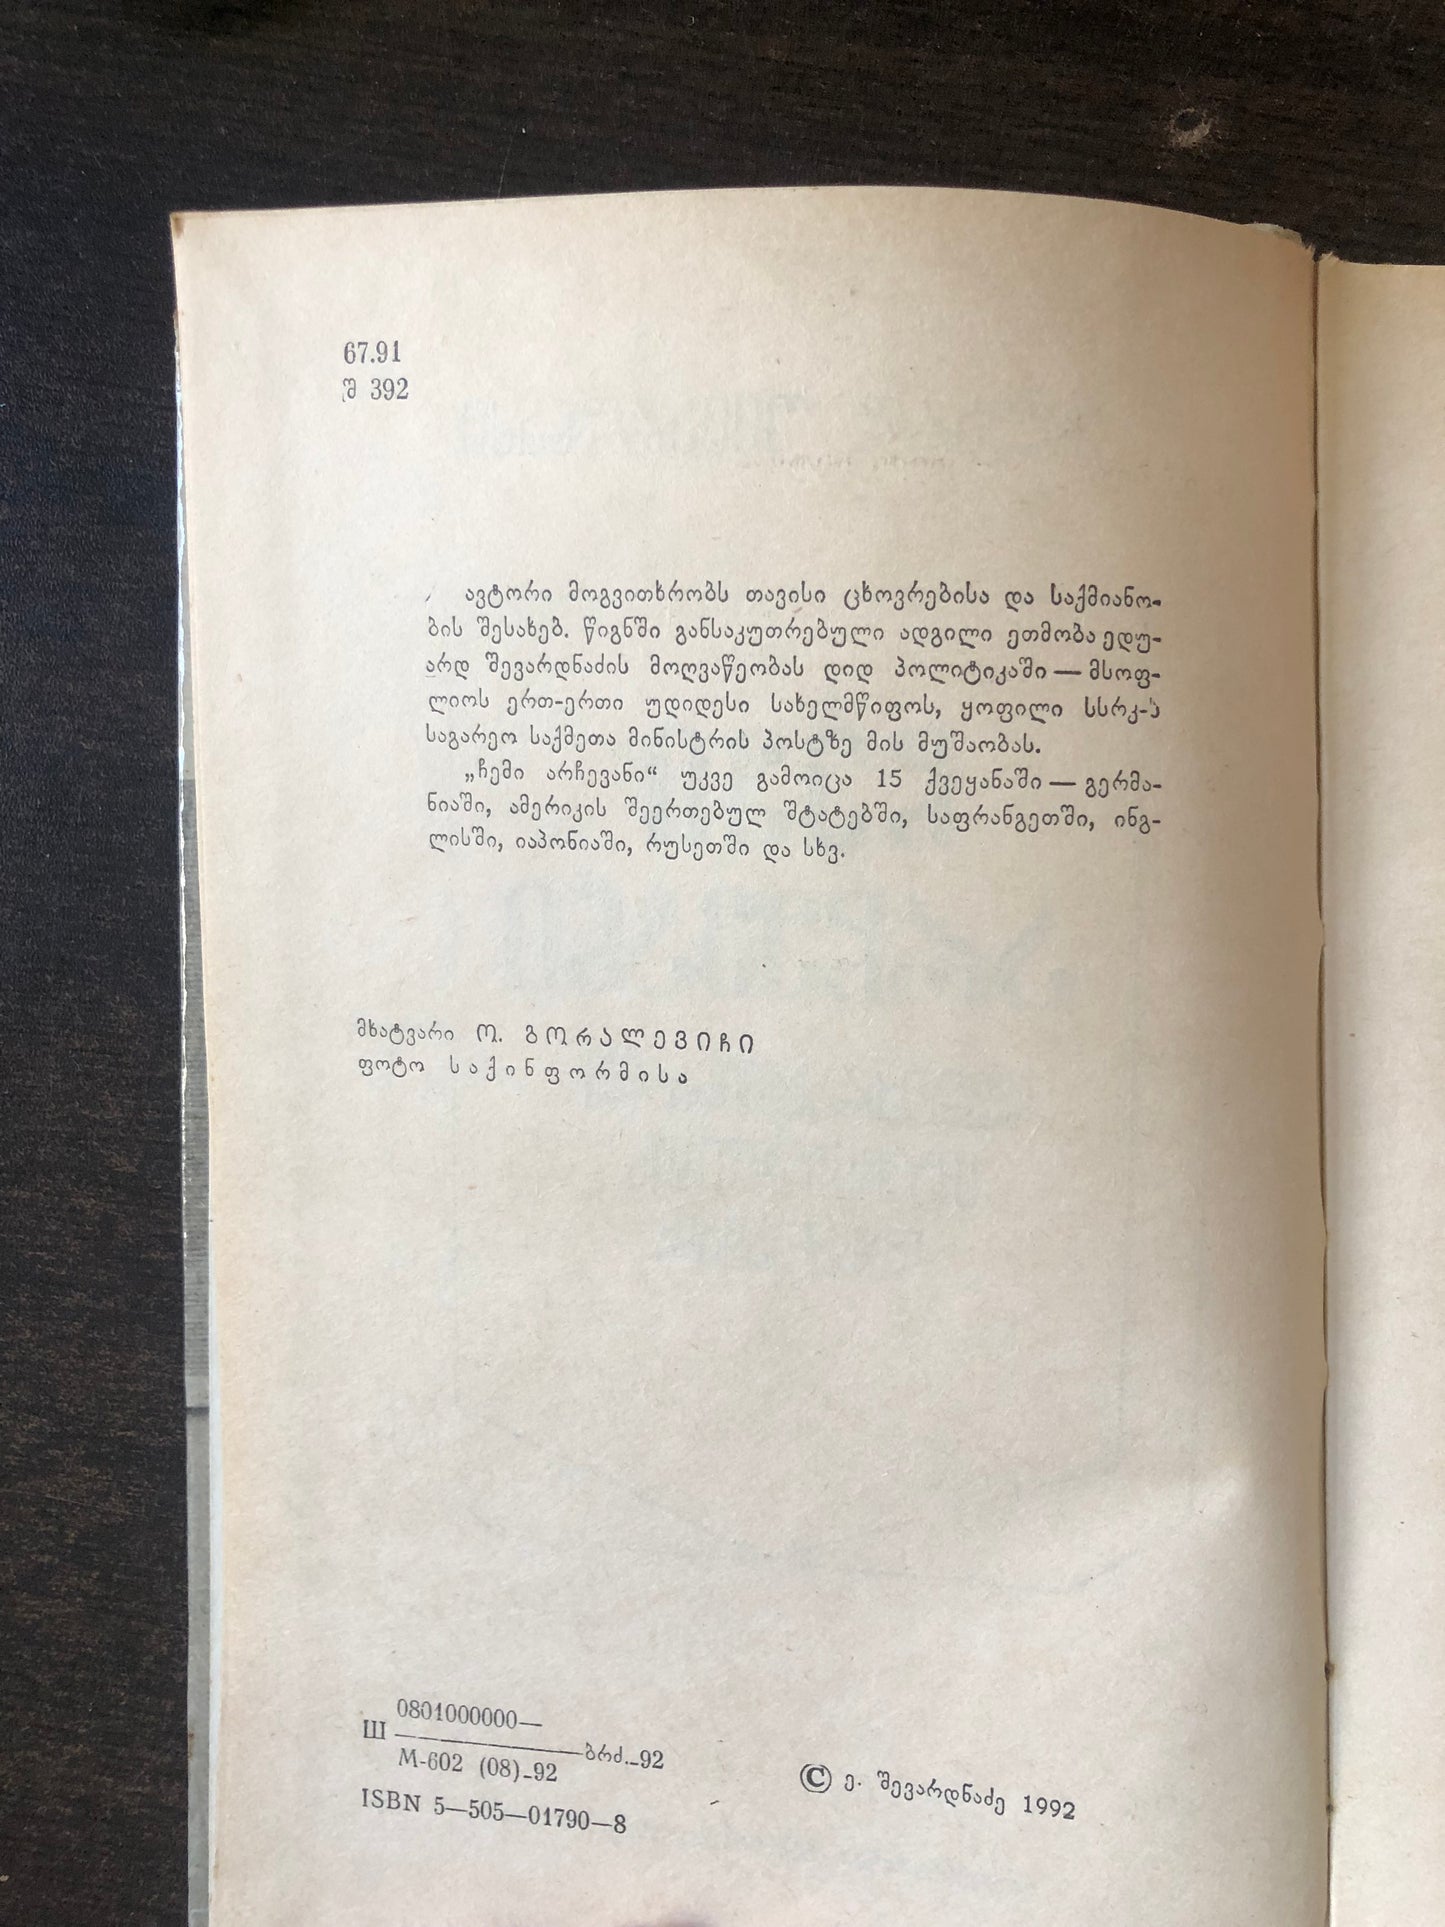 67.91
შ 392
ავტორი მოგვითხრობს თავისი ცხოვრებისა და საქმიანო-
ბის შესახებ. წიგნში განსაკუთრებული ადგილი ეთმობა ედუ-
არდ შევარდნაძის მოღვაწეობას დიდ პოლიტიკაში — მსოფ-
ლიოს ერთ-ერთი უდიდესი სახელმწიფოს, ყოფილი სსრკ-ს
საგარეო საქმეთა მინისტრის პოსტზე მის მუშაობას.
„ჩემი არჩევანი“ უკვე გამოიცა 15 ქვეყანაში — გერმა-
ნიაში, ამერიკის შეერთებულ შტატებში, საფრანგეთში, ინგ-
ლისში, იაპონიაში, რუსეთში და სხვ.
მხატვარი ო. გორალევიჩი
ფოტო საქინფორმისა
0801000000—
Ш ბრძ.-92
М-602 (08)-92
ISBN 5—505—01790—8
© ე. შევარდნაძე 1992